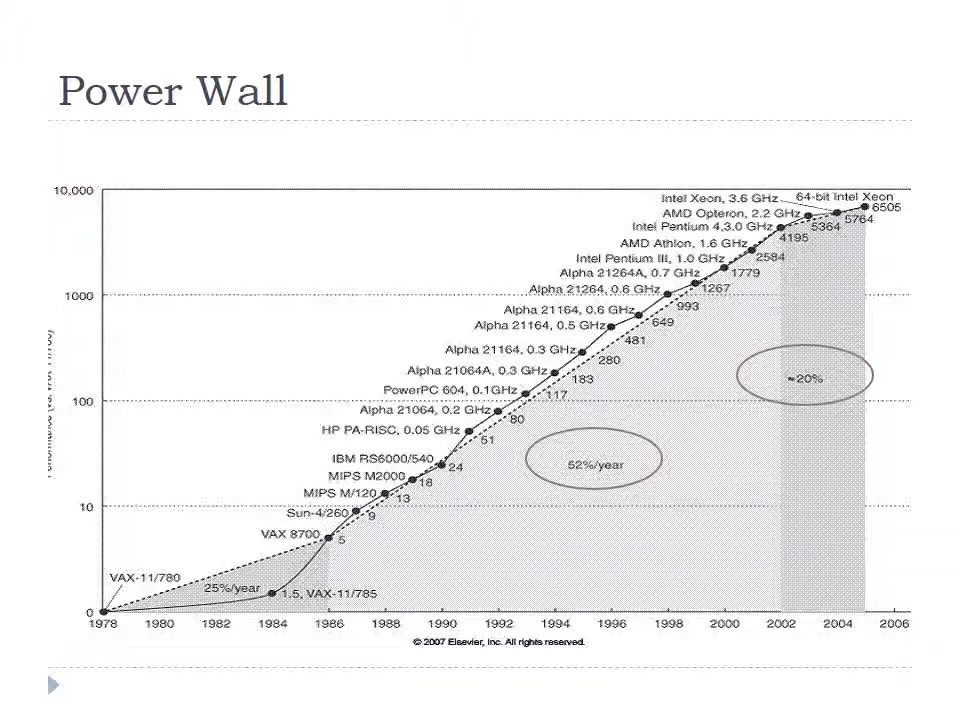 Power Wall
10,000
Intel Xeon, 3.6 GHz
64-bit Intel Xeon
6505
AMD Opteron, 2.2 GHz
5764
Intel Pentium 4,3.0 GHz
5364
4195
AMD Athlon, 1.6 GHz
2584
Intel Pentium III, 1.0 GHz
1779
Alpha 21264A, 0.7 GHz
1267
Alpha 21264, 0.6 GHz
1000
993
Alpha 21164, 0.6 GHz
649
Alpha 21164, 0.5 GHz
481
Alpha 21164, 0.3 GHz
280
Alpha 21064A, 0.3 GHz
183
≈20%
PowerPC 604, 0.1GHz
117
100
Alpha 21064, 0.2 GHz
80
HP PA-RISC, 0.05 GHz
51
IBM RS6000/540
24
52%/year
MIPS M2000
18
MIPS M/120
13
10
Sun-4/260
9
VAX 8700
5
VAX-11/780
25%/year
1.5, VAX-11/785
0
1978 1980 1982 1984 1986 1988 1990 1992 1994 1996 1998 2000 2002 2004 2006
© 2007 Elsevier, Inc. All rights reserved.